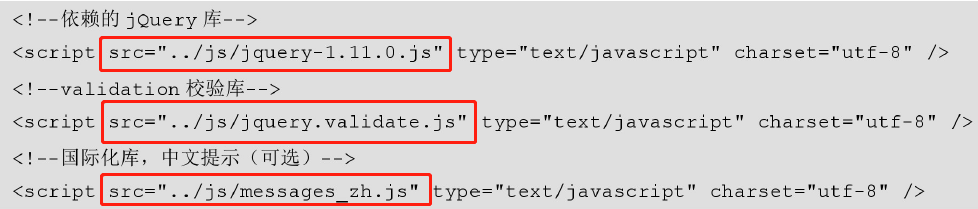 <!--依赖的 jQuery 库-->
<script src="../js/jquery-1.11.0.js" type="text/javascript" charset="utf-8" />
<!--validation 校验库-->
<script src="../js/jquery.validate.js" type="text/javascript" charset="utf-8" />
<!--国际化库，中文提示（可选）-->
<script src="../js/messages_zh.js" type="text/javascript" charset="utf-8" />